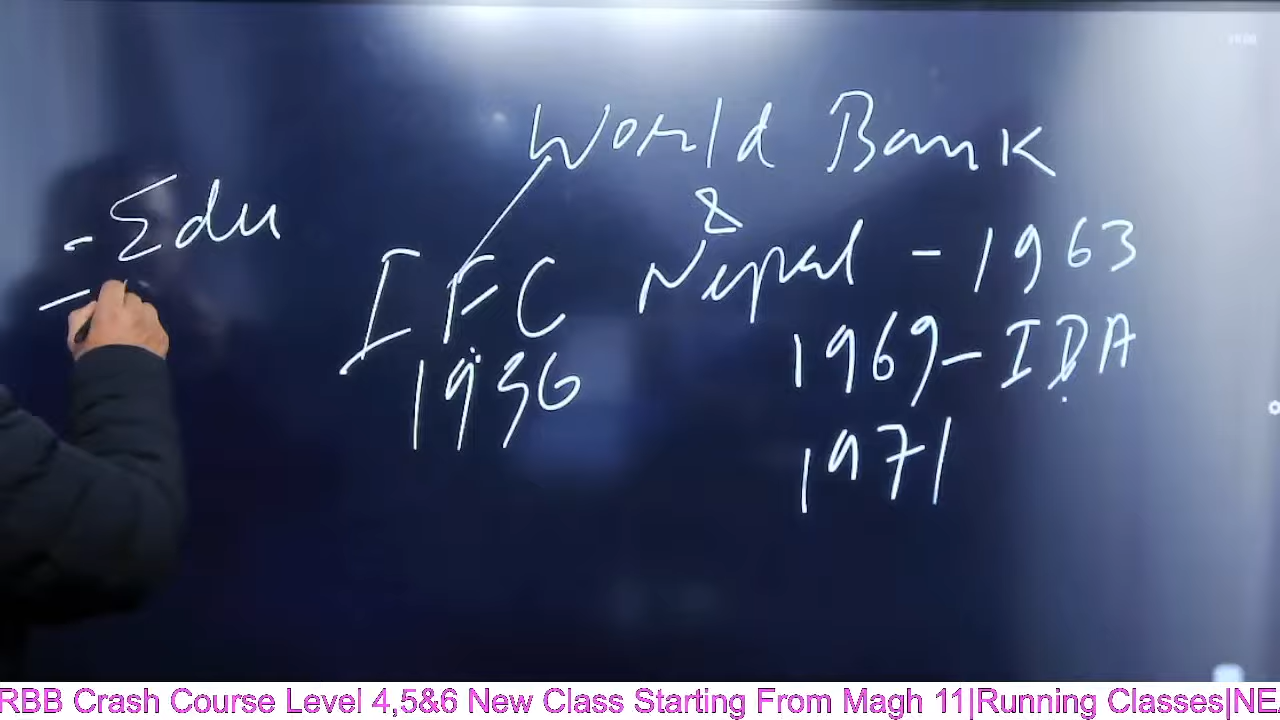 World Bank
&
Nepal - 1963
1969 - IDA
1971
IFC
1956
- Edu
-
RBB Crash Course Level 4,5&6 New Class Starting From Magh 11|Running Classes|NEA